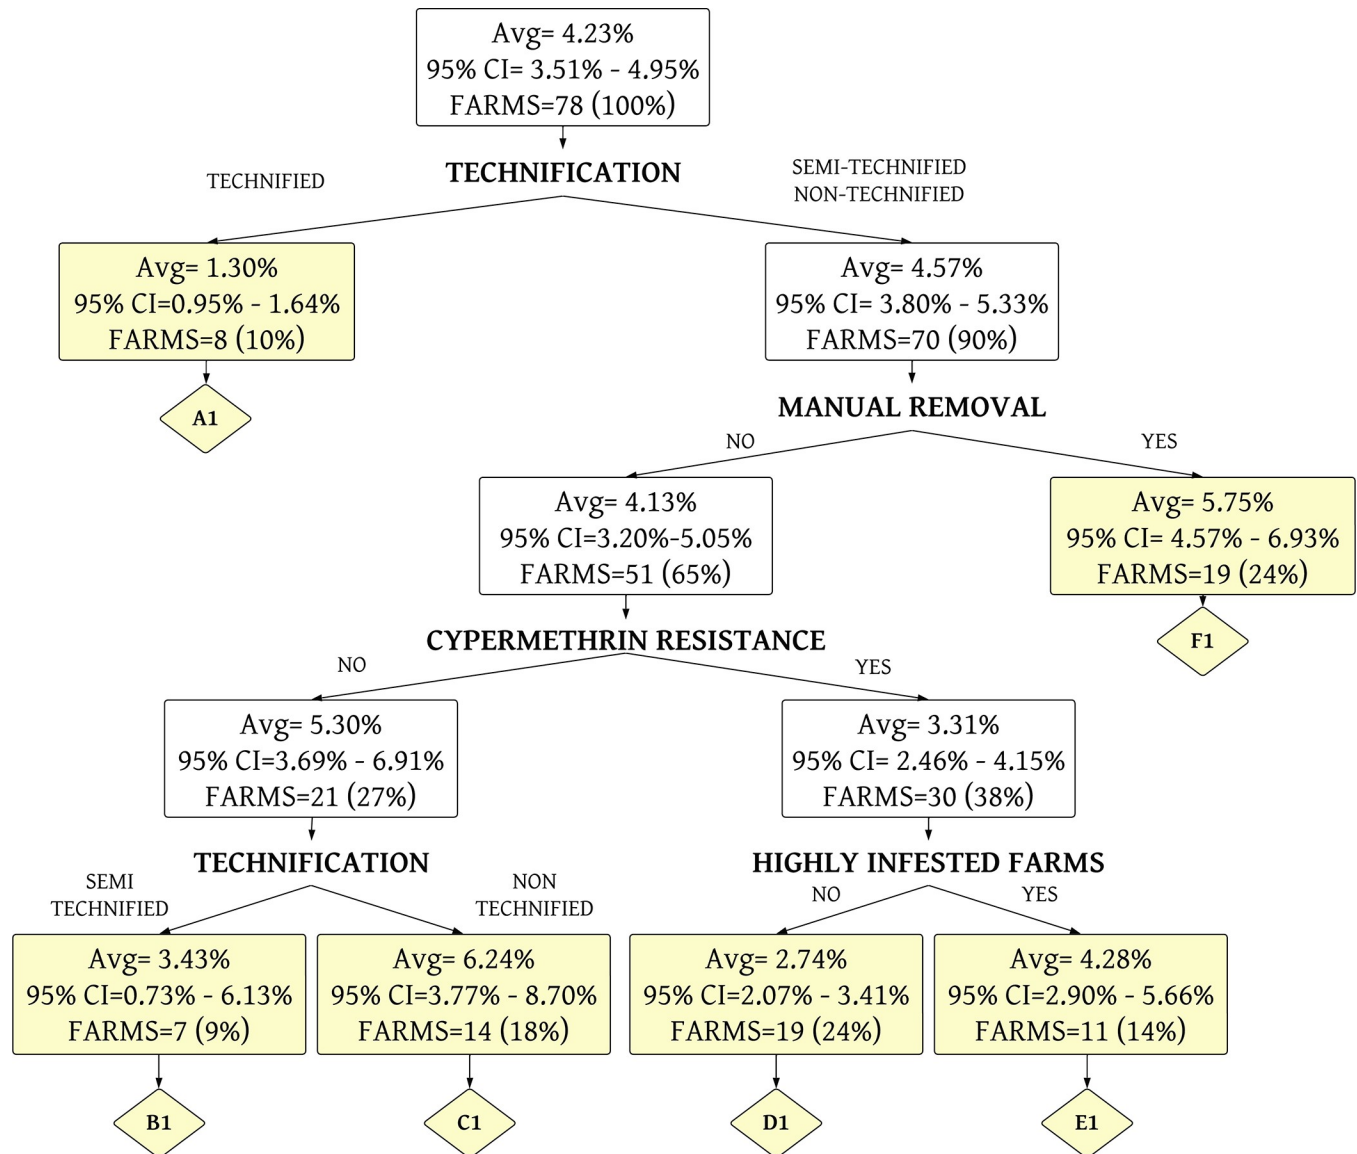 Avg= 4.23%
95% CI= 3.51% - 4.95%
FARMS=78 (100%)
TECHNIFICATION
TECHNIFIED
SEMI-TECHNIFIED
NON-TECHNIFIED
Avg= 1.30%
95% CI=0.95% - 1.64%
FARMS=8 (10%)
A1
Avg= 4.57%
95% CI= 3.80% - 5.33%
FARMS=70 (90%)
MANUAL REMOVAL
NO
YES
Avg= 4.13%
95% CI=3.20%-5.05%
FARMS=51 (65%)
Avg= 5.75%
95% CI= 4.57% - 6.93%
FARMS=19 (24%)
F1
CYPERMETHRIN RESISTANCE
NO
YES
Avg= 5.30%
95% CI=3.69% - 6.91%
FARMS=21 (27%)
Avg= 3.31%
95% CI= 2.46% - 4.15%
FARMS=30 (38%)
TECHNIFICATION
SEMI
TECHNIFIED
NON
TECHNIFIED
HIGHLY INFESTED FARMS
NO
YES
Avg= 3.43%
95% CI=0.73% - 6.13%
FARMS=7 (9%)
Avg= 6.24%
95% CI=3.77% - 8.70%
FARMS=14 (18%)
Avg= 2.74%
95% CI=2.07% - 3.41%
FARMS=19 (24%)
Avg= 4.28%
95% CI=2.90% - 5.66%
FARMS=11 (14%)
B1
C1
D1
E1